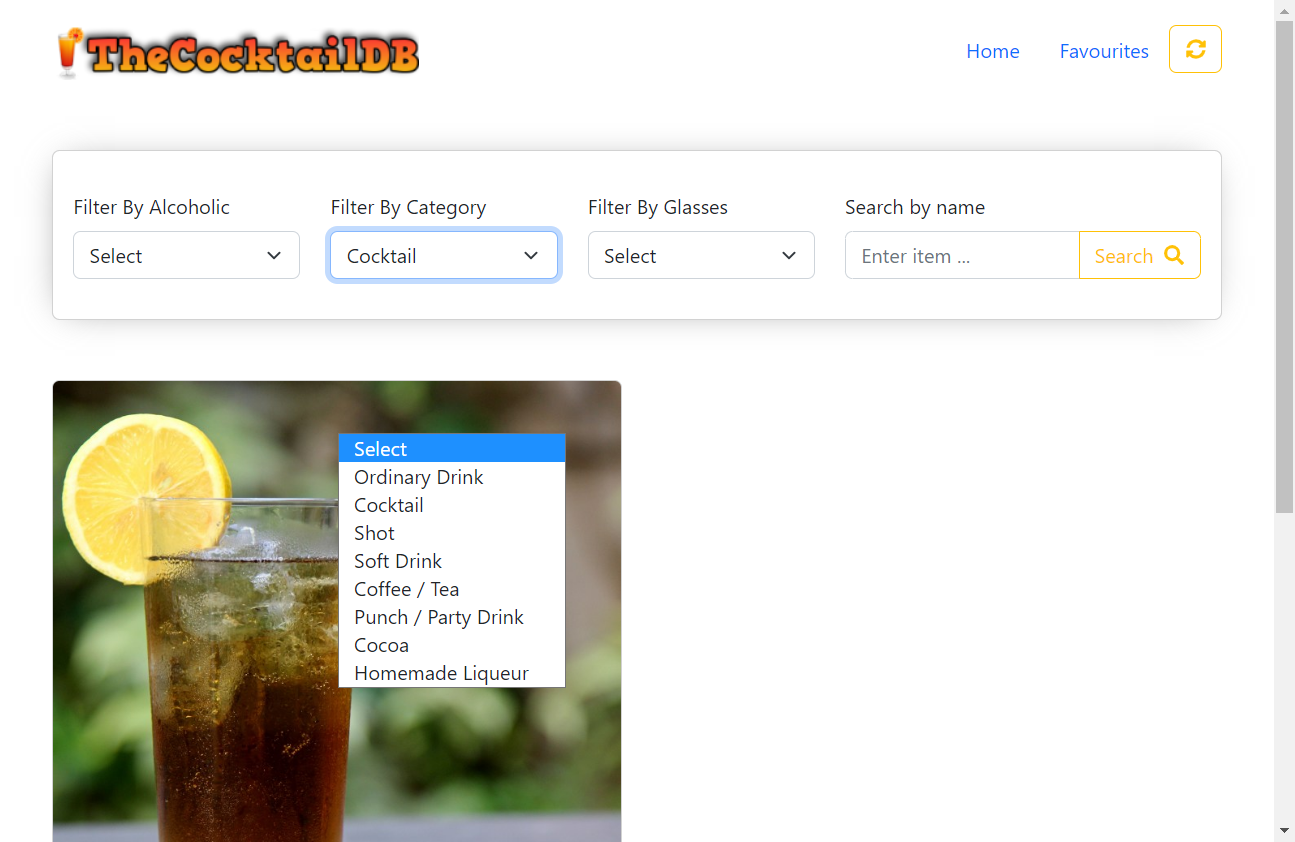 TheCocktailDB
Home Favourites
Filter By Alcoholic Filter By Category Filter By Glasses Search by name
Select Cocktail Select Enter item ... Search
Select
Ordinary Drink
Cocktail
Shot
Soft Drink
Coffee / Tea
Punch / Party Drink
Cocoa
Homemade Liqueur